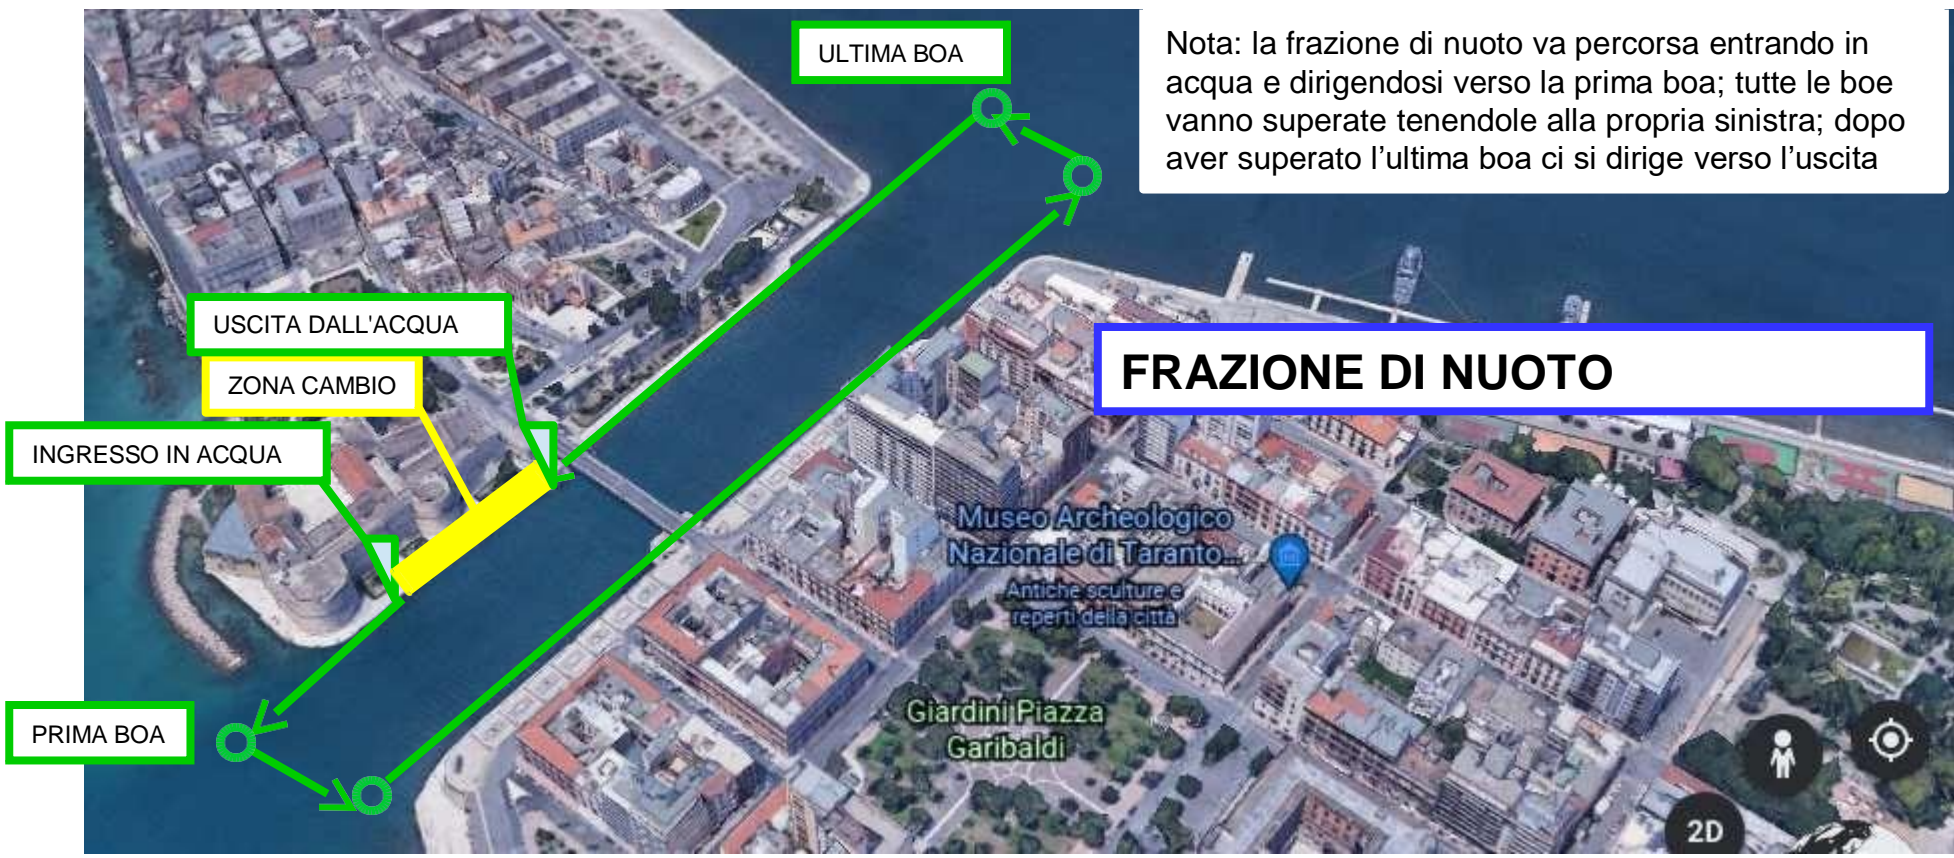 ULTIMA BOA
Nota: la frazione di nuoto va percorsa entrando in
acqua e dirigendosi verso la prima boa; tutte le boe
vanno superate tenendole alla propria sinistra; dopo
aver superato l’ultima boa ci si dirige verso l’uscita
USCITA DALL'ACQUA
ZONA CAMBIO
FRAZIONE DI NUOTO
INGRESSO IN ACQUA
Museo Archeologico
Nazionale di Taranto...
Antiche sculture e
reperti della città
PRIMA BOA
Giardini Piazza
Garibaldi
2D